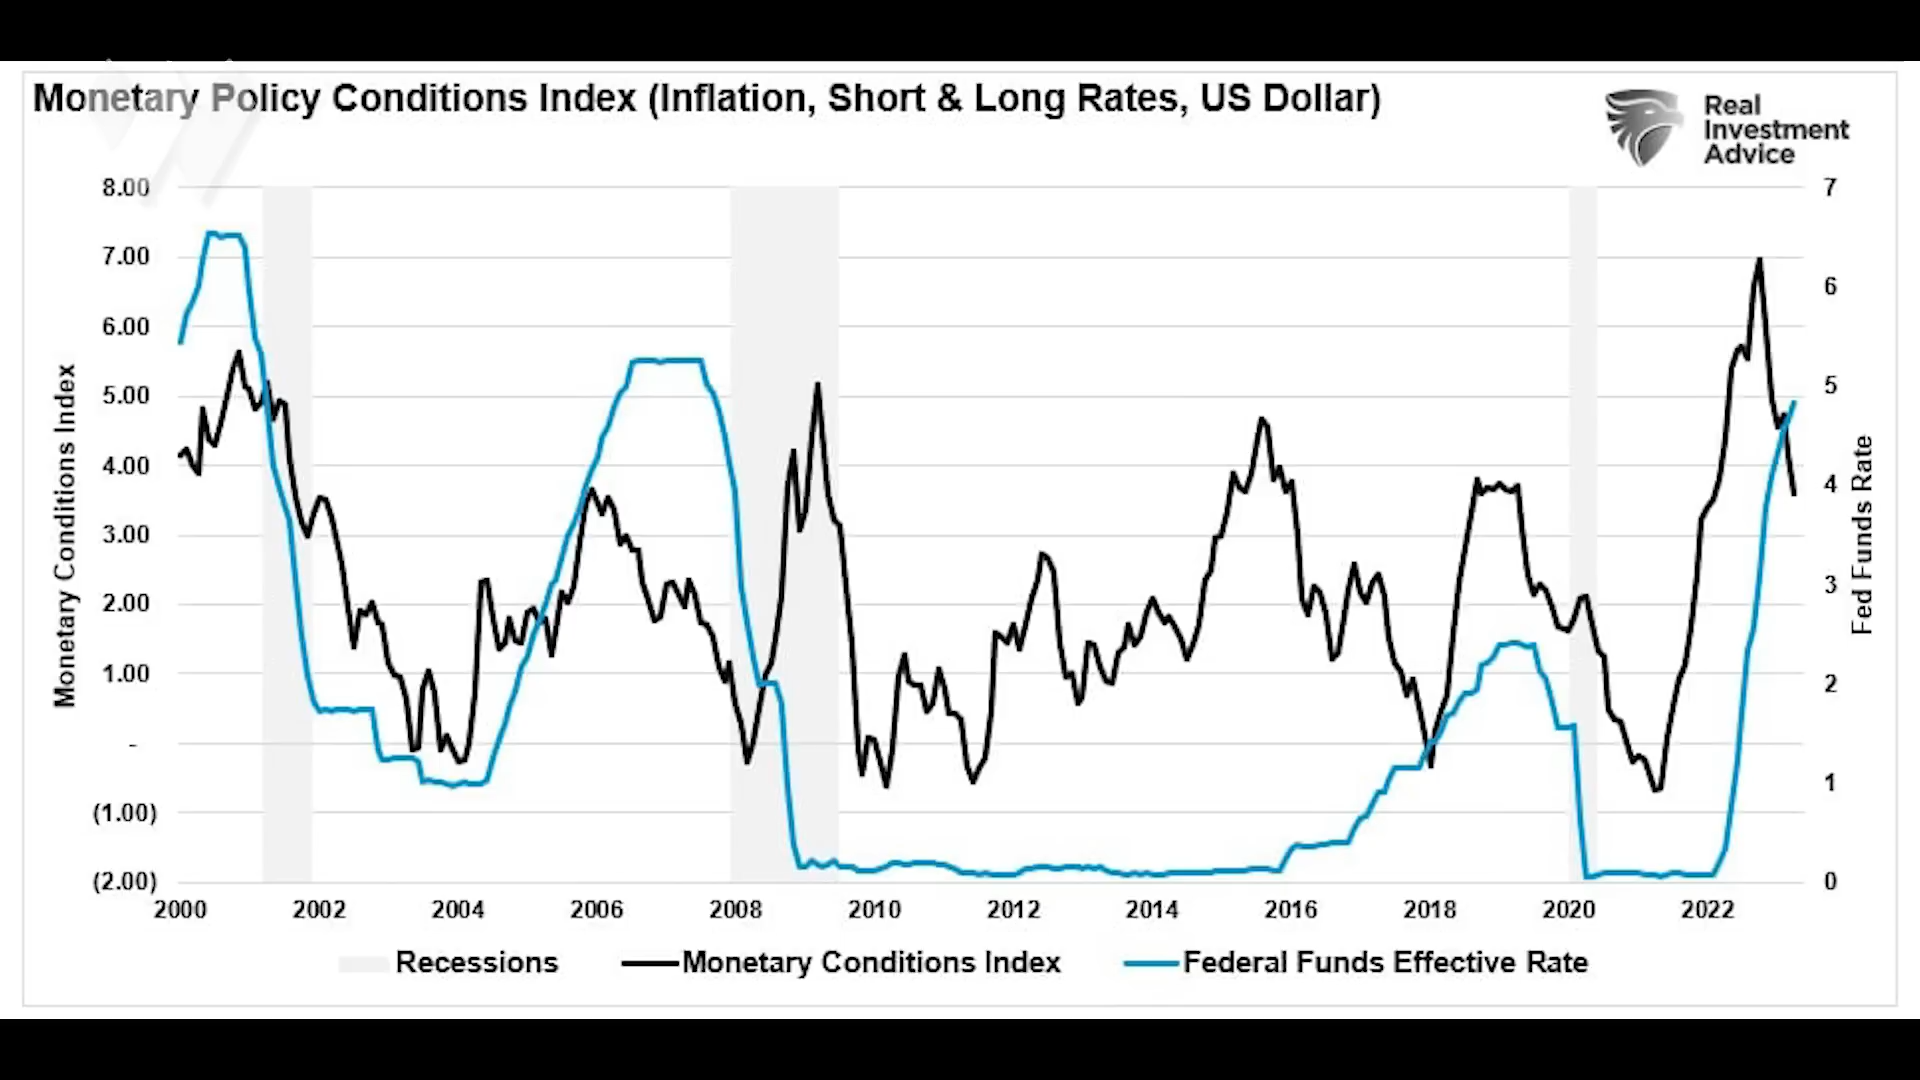 Monetary Policy Conditions Index (Inflation, Short & Long Rates, US Dollar)
Real
Investment
Advice
Monetary Conditions Index
8.00
7.00
6.00
5.00
4.00
3.00
2.00
1.00
-
(1.00)
(2.00)
7
6
5
4
3
2
1
0
Fed Funds Rate
2000 2002 2004 2006 2008 2010 2012 2014 2016 2018 2020 2022
Recessions Monetary Conditions Index Federal Funds Effective Rate